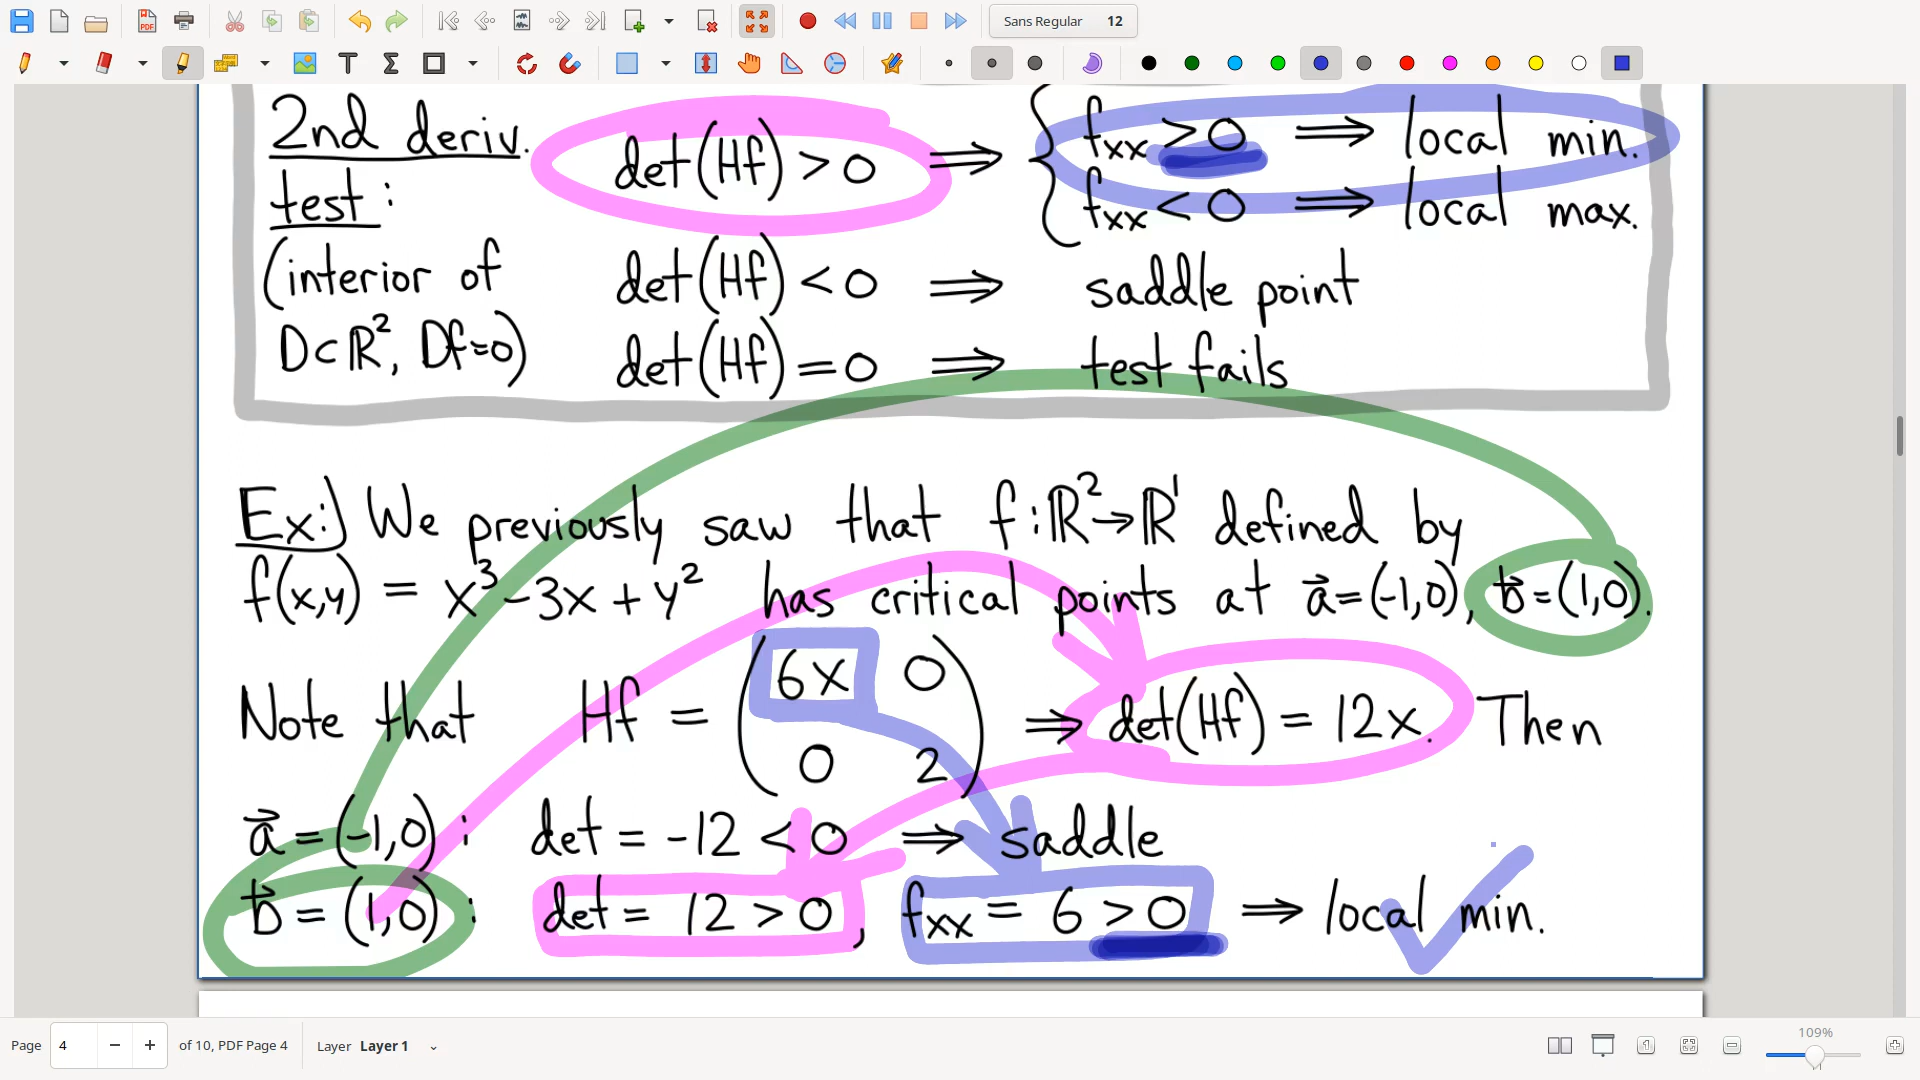 Sans Regular 12
2nd deriv. det(Hf) > 0 ⟹ { fxx > 0 ⟹ local min.
test: fxx < 0 ⟹ local max.
(interior of det(Hf) < 0 ⟹ saddle point
D⊂ℝ², Df=0) det(Hf) = 0 ⟹ test fails
Ex:) We previously saw that f:ℝ²→ℝ¹ defined by
f(x,y) = x³-3x+y² has critical points at a⃗=(-1,0), b⃗=(1,0).
Note that Hf = (6x 0
0 2) ⟹ det(Hf) = 12x. Then
a⃗ = (-1,0): det = -12 < 0 ⟹ saddle
b⃗ = (1,0): det = 12 > 0, fxx = 6 > 0 ⟹ local min.
Page 4 − + of 10, PDF Page 4 Layer Layer 1 109%